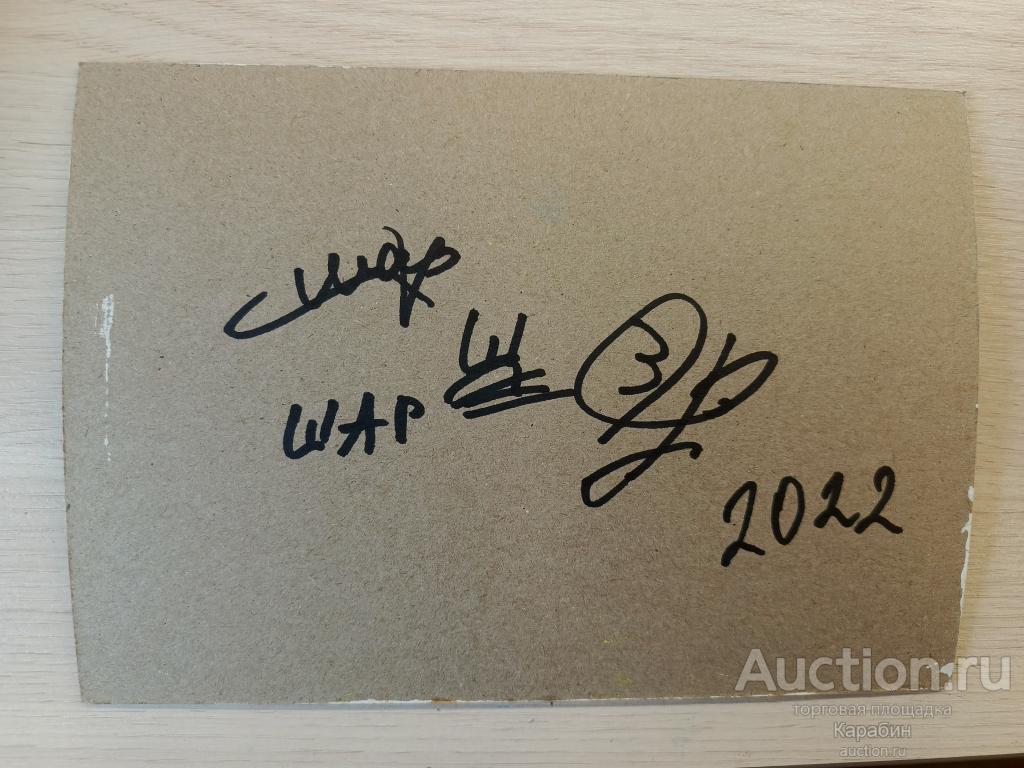 шар
Ш
ШАР
2022
Auction.ru
торговая площадка
Карабин
auction.ru